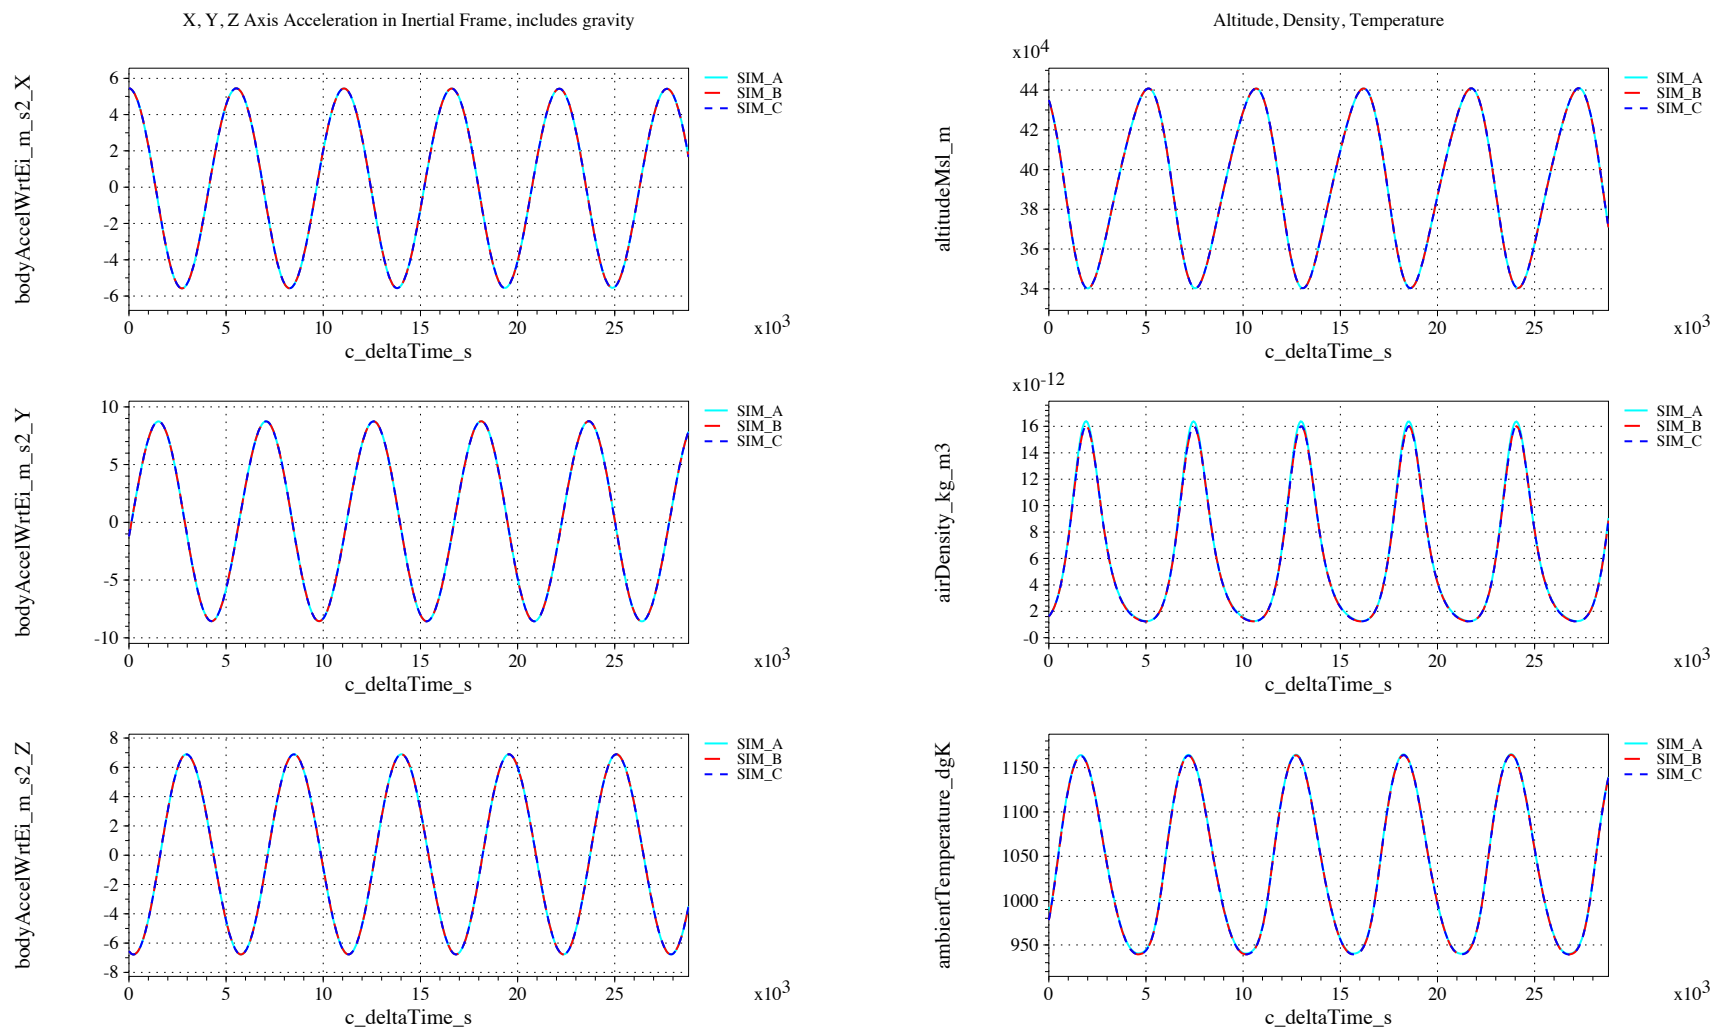 X, Y, Z Axis Acceleration in Inertial Frame, includes gravity
bodyAccelWrtEi_m_s2_X
6
4
2
0
-2
-4
-6
0 5 10 15 20 25
x10^3
c_deltaTime_s
SIM_A
SIM_B
SIM_C
bodyAccelWrtEi_m_s2_Y
10
5
0
-5
-10
0 5 10 15 20 25
x10^3
c_deltaTime_s
SIM_A
SIM_B
SIM_C
bodyAccelWrtEi_m_s2_Z
8
6
4
2
0
-2
-4
-6
-8
0 5 10 15 20 25
x10^3
c_deltaTime_s
SIM_A
SIM_B
SIM_C
Altitude, Density, Temperature
x10^4
altitudeMsl_m
44
42
40
38
36
34
0 5 10 15 20 25
x10^3
c_deltaTime_s
SIM_A
SIM_B
SIM_C
x10^-12
airDensity_kg_m3
16
14
12
10
8
6
4
2
-0
0 5 10 15 20 25
x10^3
c_deltaTime_s
SIM_A
SIM_B
SIM_C
ambientTemperature_dgK
1150
1100
1050
1000
950
0 5 10 15 20 25
x10^3
c_deltaTime_s
SIM_A
SIM_B
SIM_C